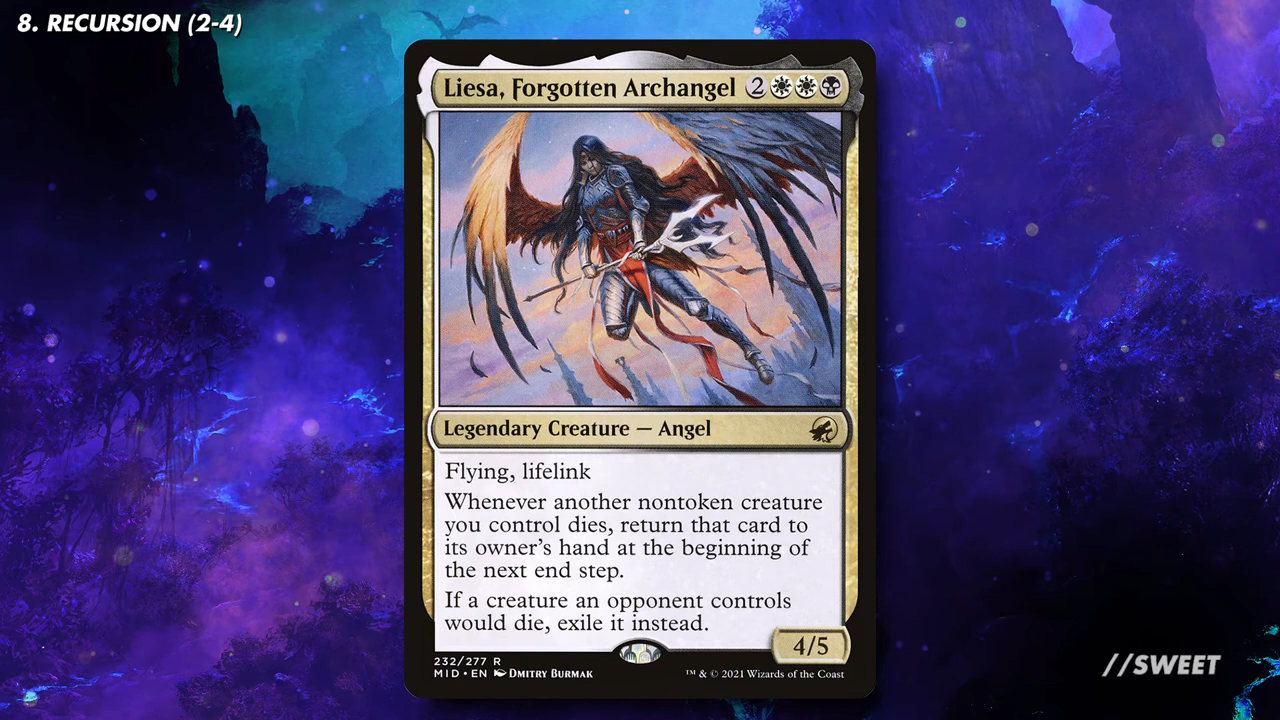 8. RECURSION (2-4)
Liesa, Forgotten Archangel 2
Legendary Creature — Angel
Flying, lifelink
Whenever another nontoken creature
you control dies, return that card to
its owner's hand at the beginning of
the next end step.
If a creature an opponent controls
would die, exile it instead.
4/5
232/277 R
MID • EN Dmitry Burmak
™ & © 2021 Wizards of the Coast
//SWEET